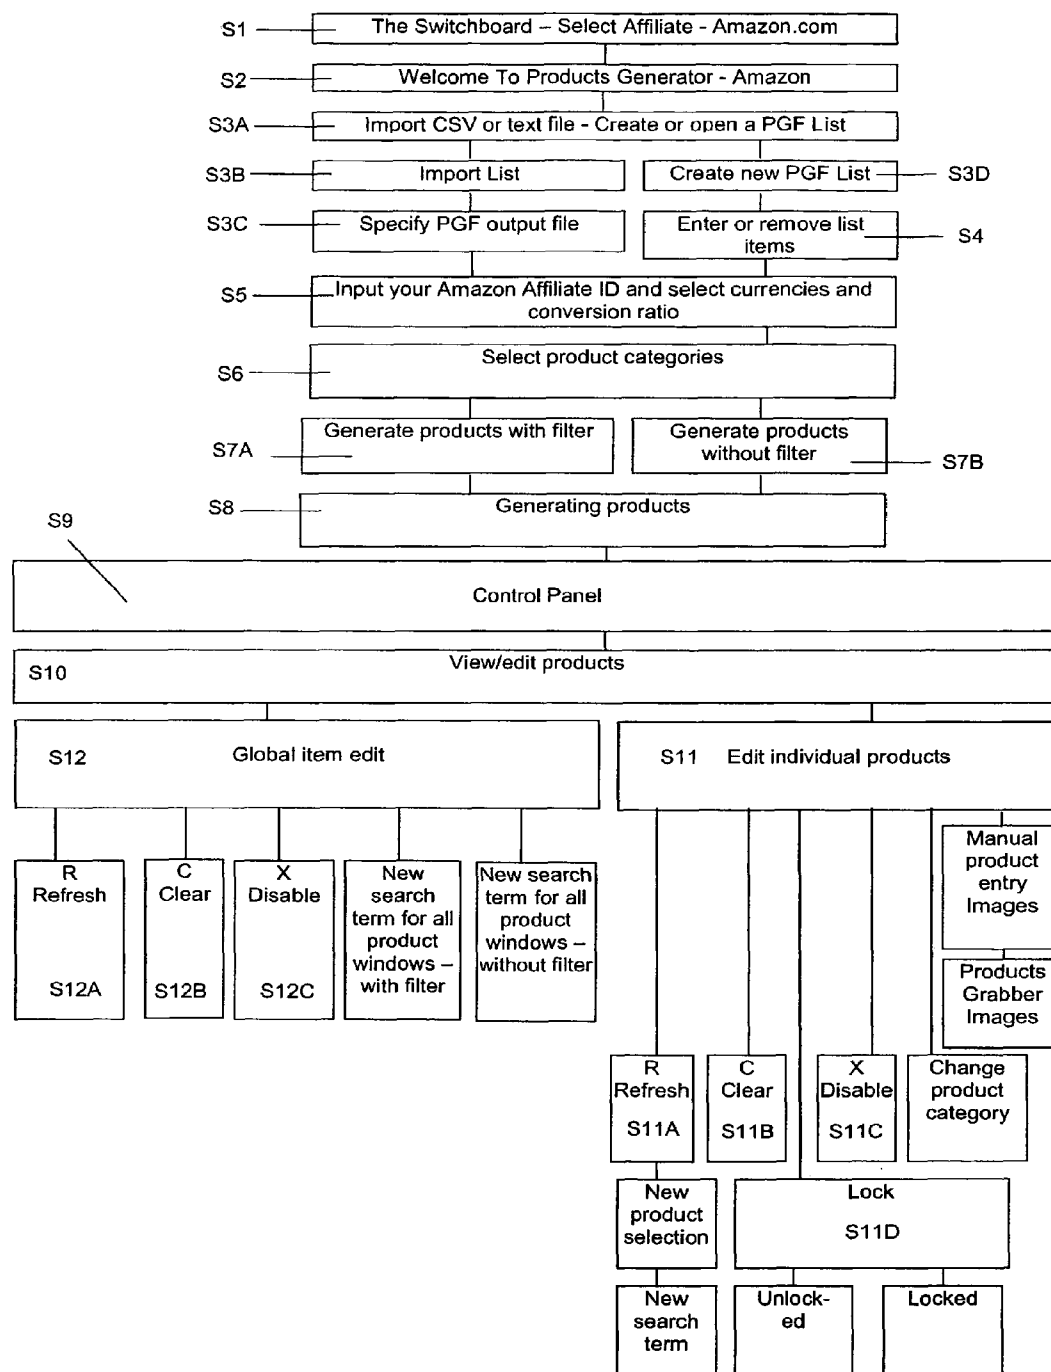 S1
The Switchboard – Select Affiliate - Amazon.com
S2
Welcome To Products Generator - Amazon
S3A
Import CSV or text file - Create or open a PGF List
S3B
Import List
Create new PGF List
S3D
S3C
Specify PGF output file
Enter or remove list
items
S4
S5
Input your Amazon Affiliate ID and select currencies and
conversion ratio
S6
Select product categories
S7A
Generate products with filter
Generate products
without filter
S7B
S8
Generating products
S9
Control Panel
S10
View/edit products
S12
Global item edit
S11
Edit individual products
R
Refresh
S12A
C
Clear
S12B
X
Disable
S12C
New
search
term for all
product
windows –
with filter
New search
term for all
product
windows –
without filter
Manual
product
entry
Images
Products
Grabber
Images
R
Refresh
S11A
C
Clear
S11B
X
Disable
S11C
Change
product
category
New
product
selection
Lock
S11D
New
search
term
Unlock-
ed
Locked